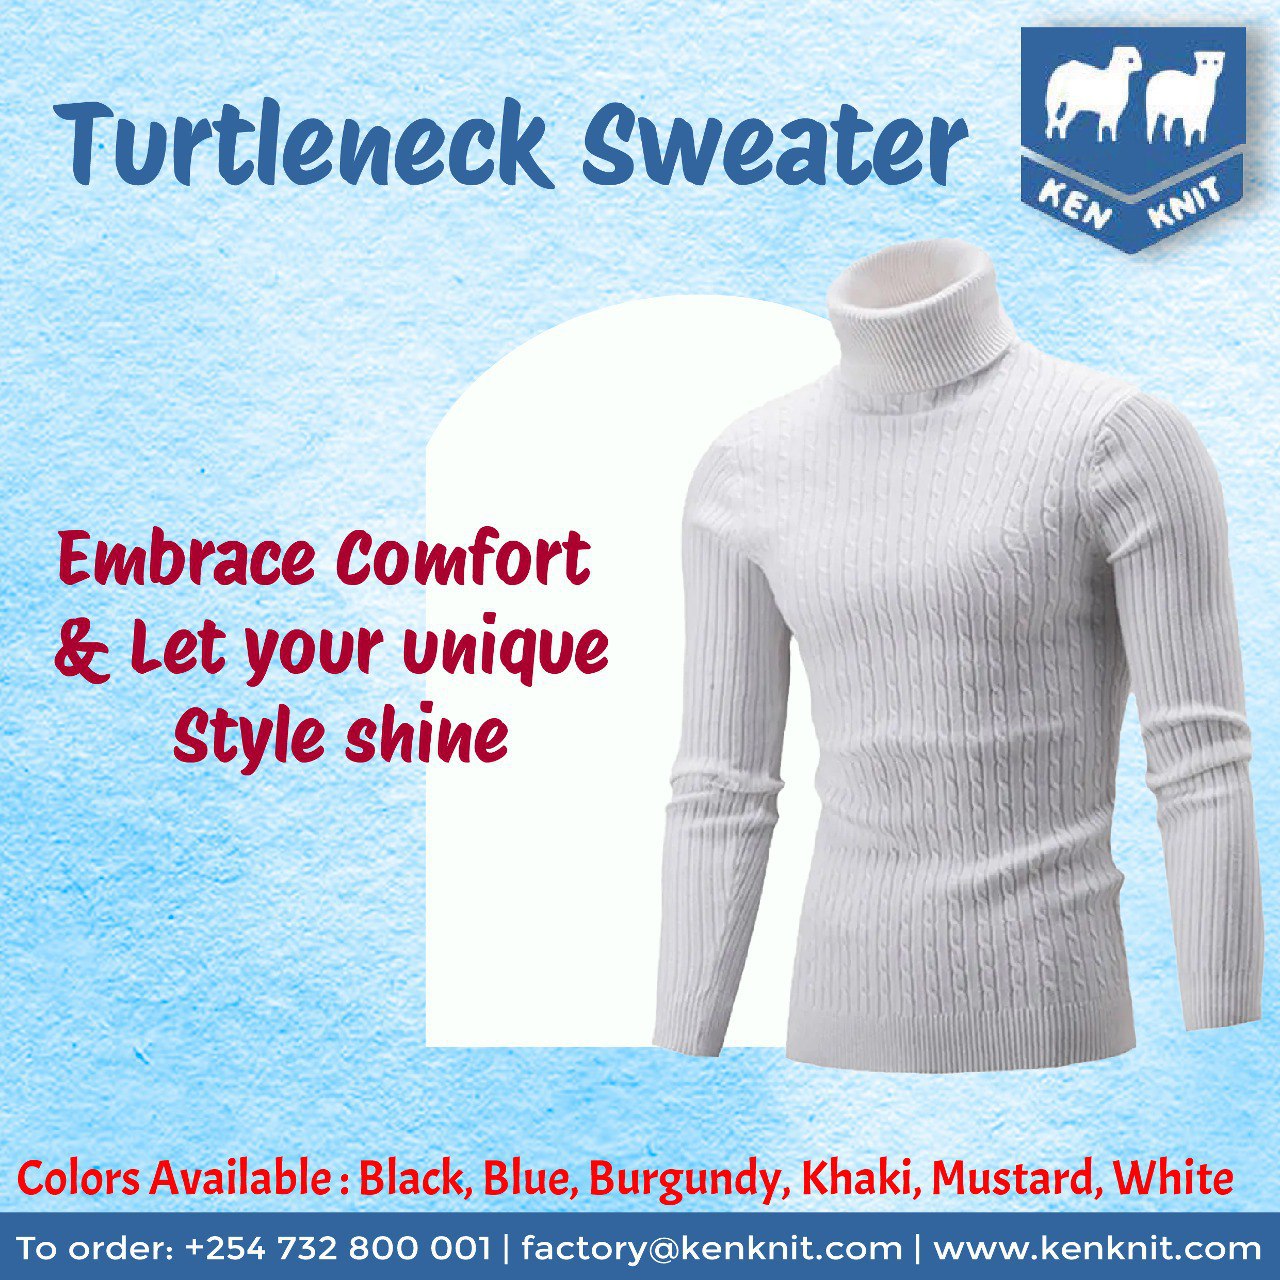 Turtleneck Sweater
KEN KNIT
Embrace Comfort
& Let your unique
Style shine
Colors Available : Black, Blue, Burgundy, Khaki, Mustard, White
To order: +254 732 800 001 | factory@kenknit.com | www.kenknit.com